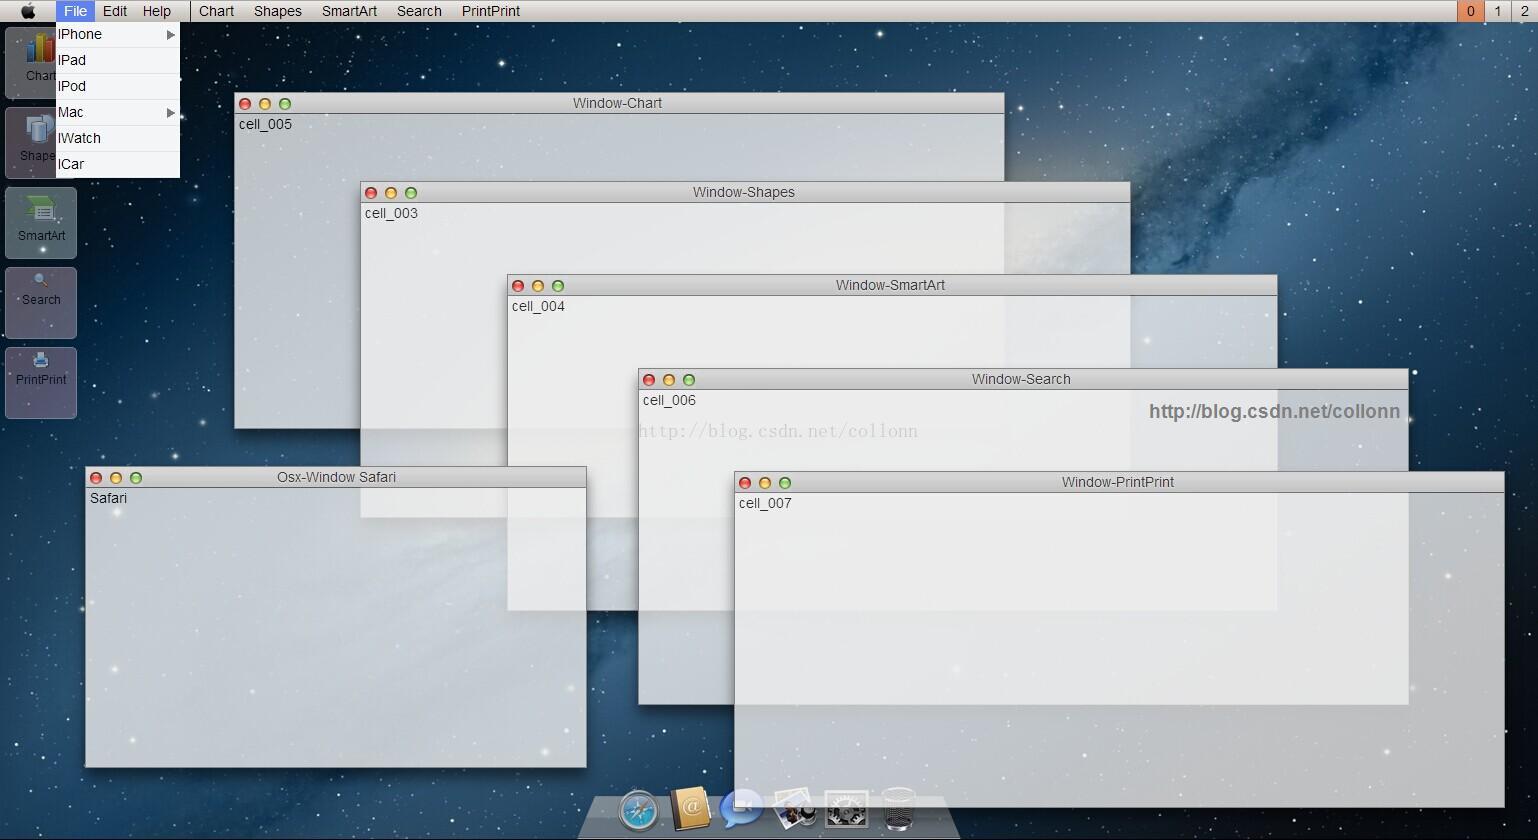 File Edit Help Chart Shapes SmartArt Search PrintPrint 0 1 2
IPhone
IPad
IPod
Mac
IWatch
ICar
Chart
Shape
SmartArt
Search
PrintPrint
Window-Chart
cell_005
Window-Shapes
cell_003
Window-SmartArt
cell_004
Window-Search
cell_006
http://blog.csdn.net/collonn
http://blog.csdn.net/collonn
Osx-Window Safari
Safari
Window-PrintPrint
cell_007